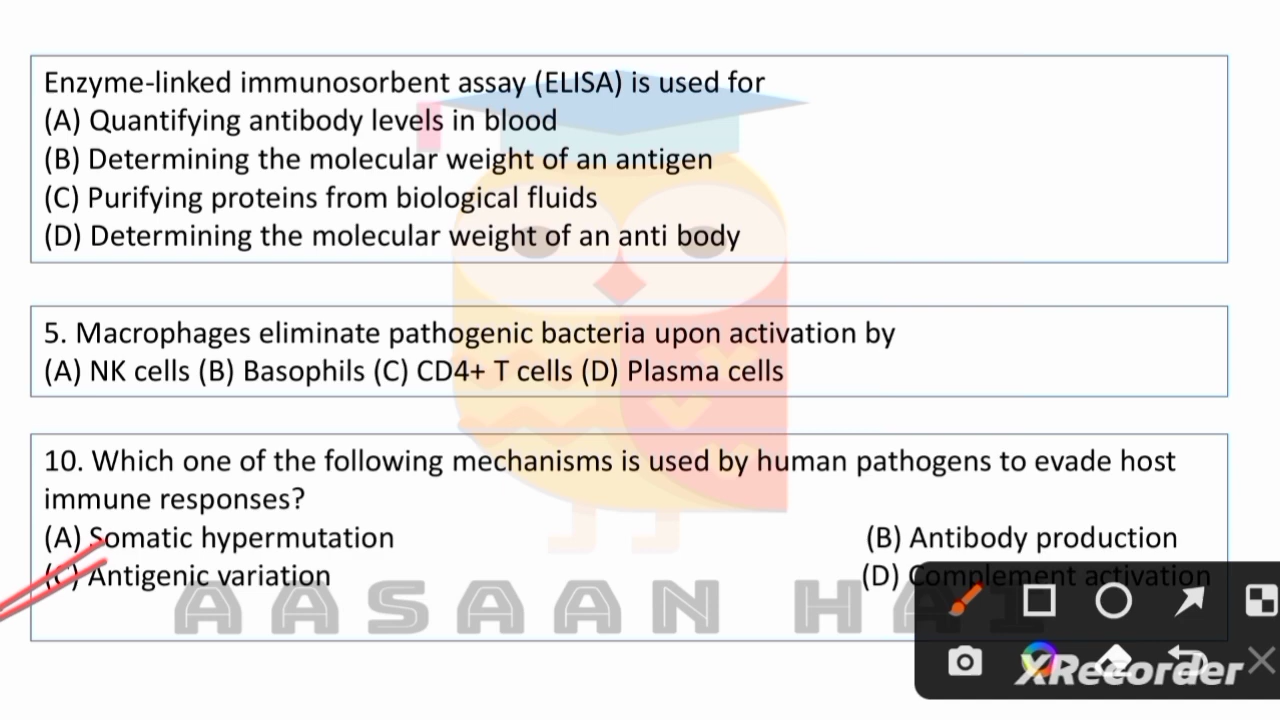 Enzyme-linked immunosorbent assay (ELISA) is used for
(A) Quantifying antibody levels in blood
(B) Determining the molecular weight of an antigen
(C) Purifying proteins from biological fluids
(D) Determining the molecular weight of an anti body
5. Macrophages eliminate pathogenic bacteria upon activation by
(A) NK cells (B) Basophils (C) CD4+ T cells (D) Plasma cells
10. Which one of the following mechanisms is used by human pathogens to evade host
immune responses?
(A) Somatic hypermutation (B) Antibody production
(C) Antigenic variation (D) Complement activation
AASAAN HAI
XRecorder